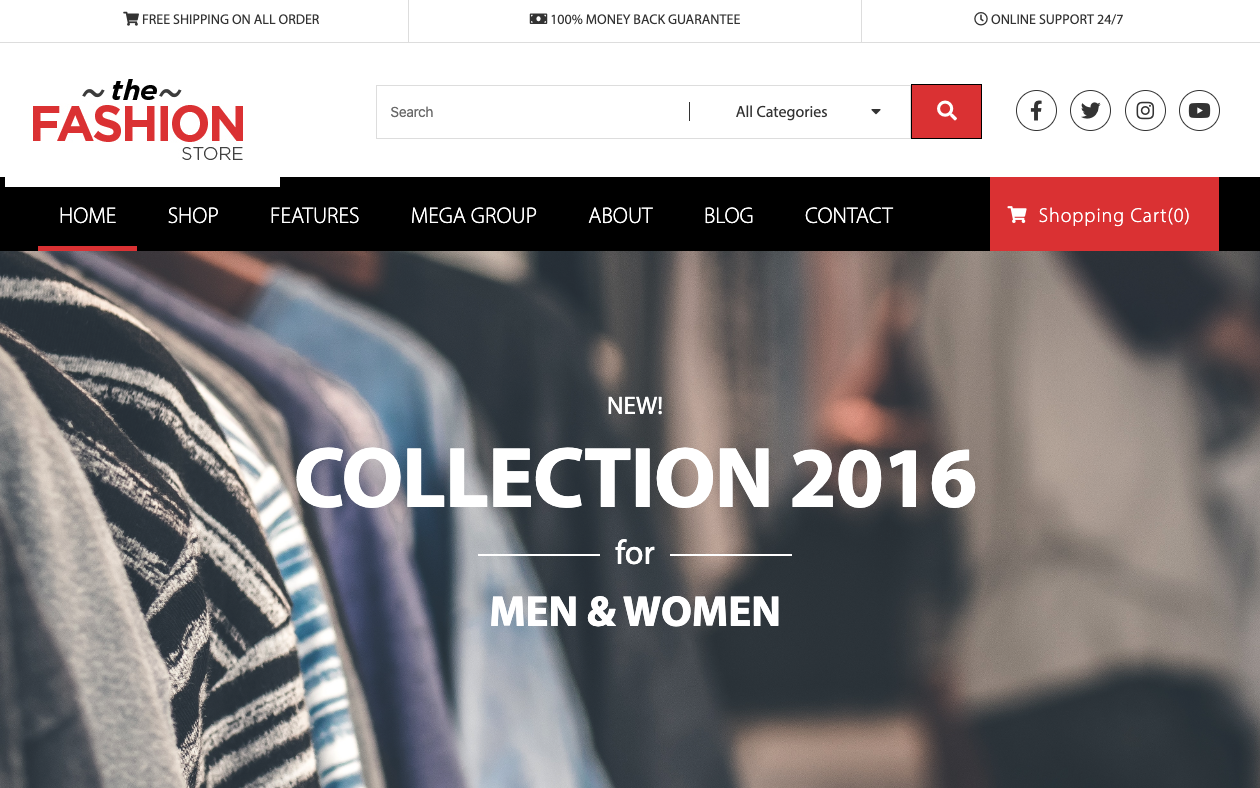 FREE SHIPPING ON ALL ORDER
100% MONEY BACK GUARANTEE
ONLINE SUPPORT 24/7
~the~
FASHION
STORE
Search
All Categories
HOME
SHOP
FEATURES
MEGA GROUP
ABOUT
BLOG
CONTACT
Shopping Cart(0)
NEW!
COLLECTION 2016
for
MEN & WOMEN